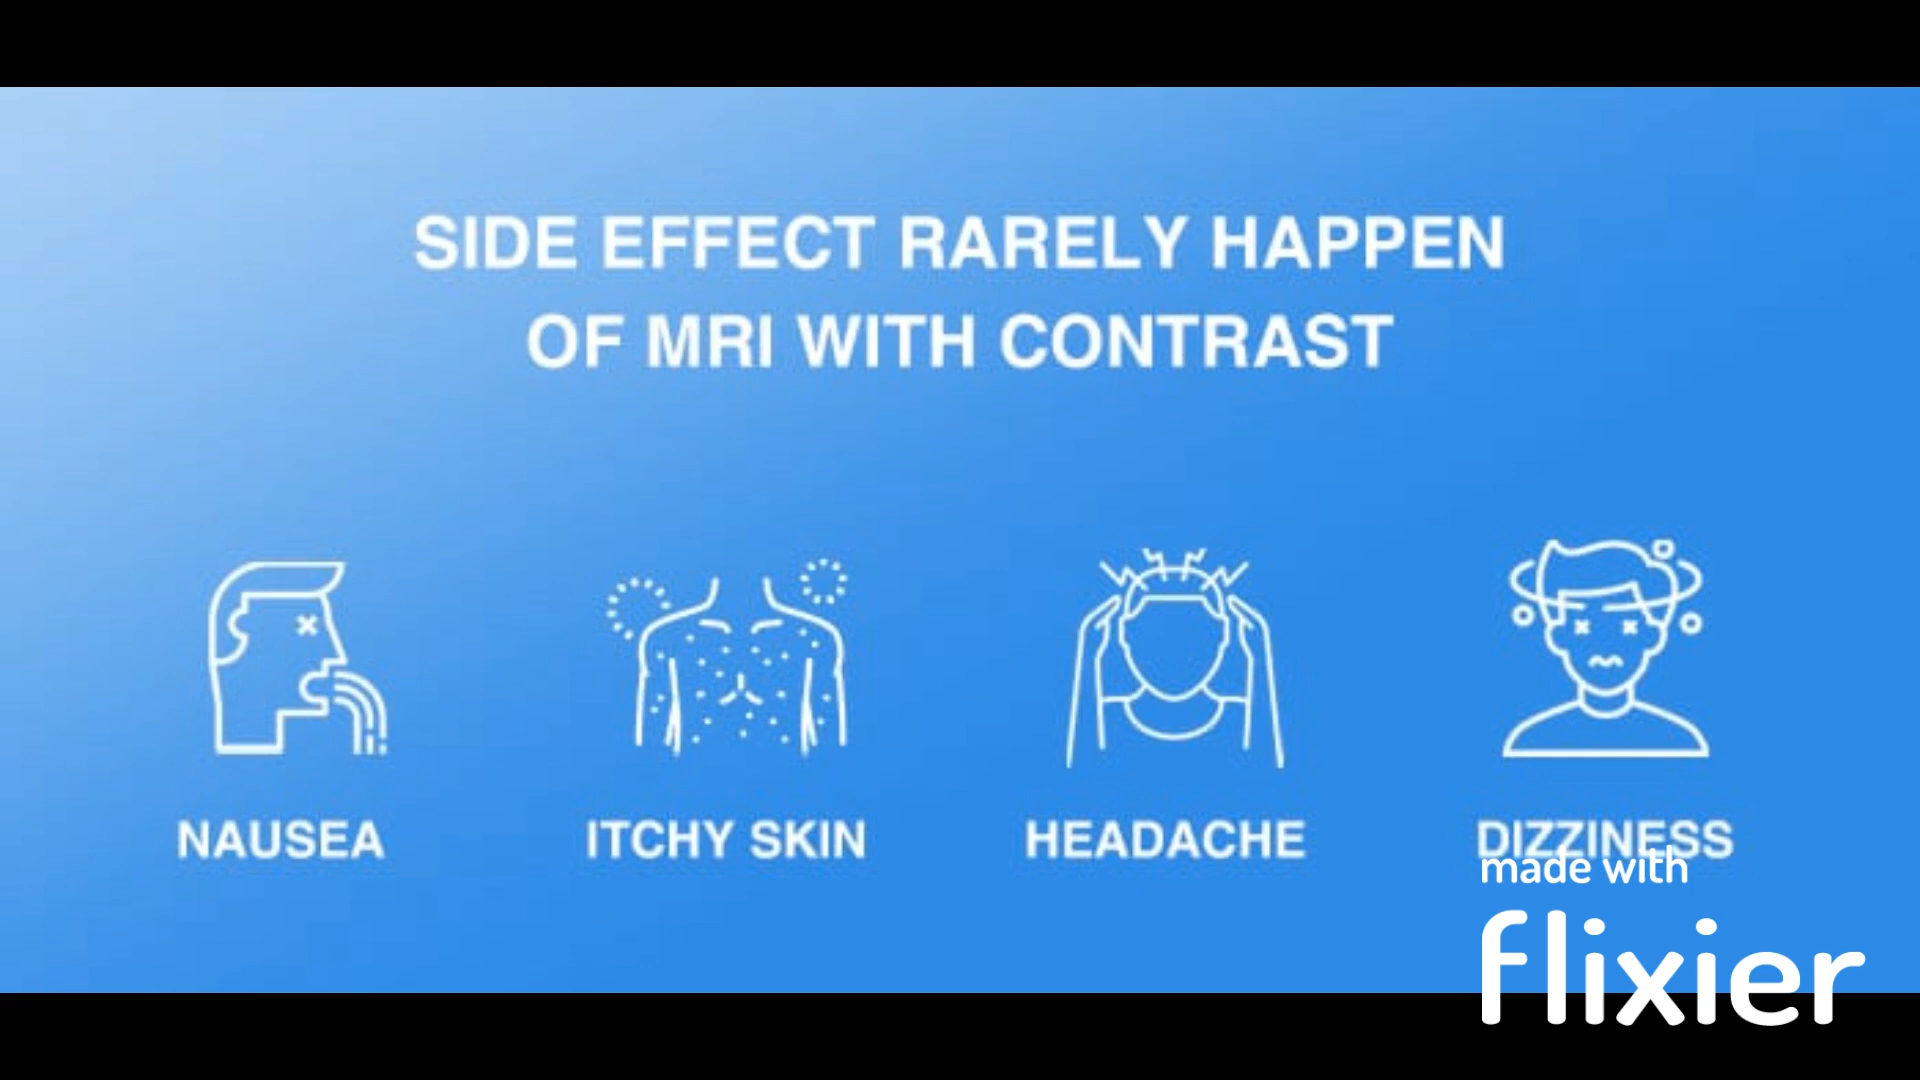 SIDE EFFECT RARELY HAPPEN
OF MRI WITH CONTRAST
NAUSEA
ITCHY SKIN
HEADACHE
DIZZINESS
made with
flixier